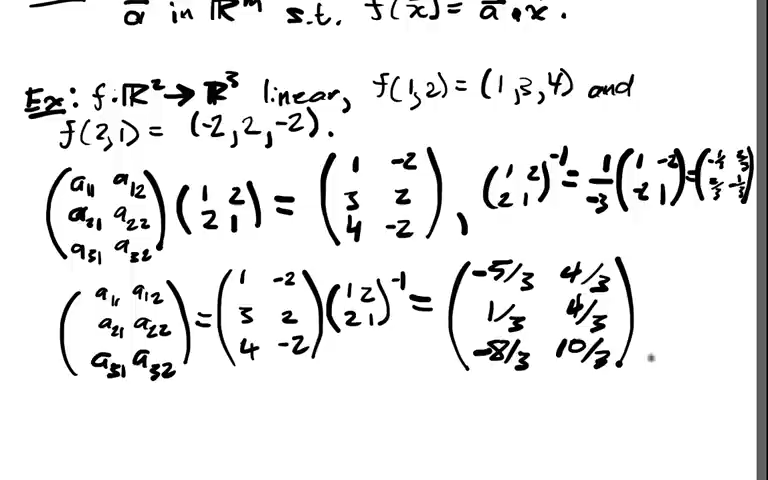 a̅ in ℝᵐ s.t. f(x̅) = a̅ • x̅.
Ex: f: ℝ² → ℝ³ linear, f(1,2) = (1,3,4) and
f(2,1) = (-2,2,-2).
(a₁₁ a₁₂; a₂₁ a₂₂; a₃₁ a₃₂) (1 2; 2 1) = (1 -2; 3 2; 4 -2), (1 2; 2 1)⁻¹ = 1/-3 (1 -2; -2 1) = (-1/3 2/3; 2/3 -1/3)
(a₁₁ a₁₂; a₂₁ a₂₂; a₃₁ a₃₂) = (1 -2; 3 2; 4 -2) (1 2; 2 1)⁻¹ = (-5/3 4/3; 1/3 4/3; -8/3 10/3).